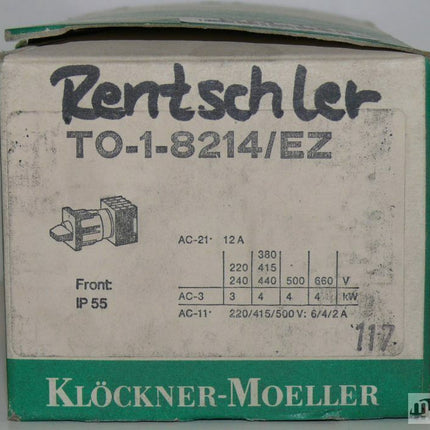 Rentschler
TO-1-8214/EZ
AC-21· 12 A
380
220 415
240 440 500 660 V
Front: AC-3 3 4 4 4 kW
IP 55
AC-11· 220/415/500 V: 6/4/2 A
117
KLÖCKNER-MOELLER